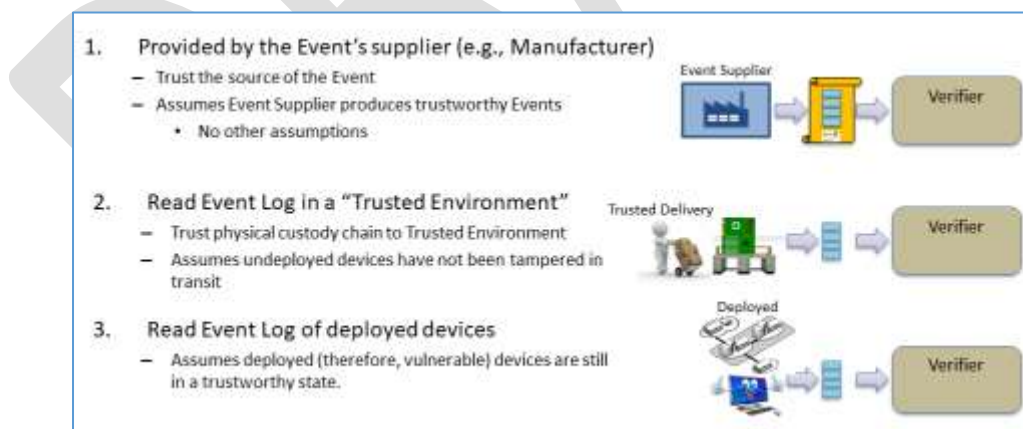 1. Provided by the Event's supplier (e.g., Manufacturer)
– Trust the source of the Event
– Assumes Event Supplier produces trustworthy Events
• No other assumptions
Event Supplier
Verifier
2. Read Event Log in a “Trusted Environment”
– Trust physical custody chain to Trusted Environment
– Assumes undeployed devices have not been tampered in
transit
Trusted Delivery
Verifier
3. Read Event Log of deployed devices
– Assumes deployed (therefore, vulnerable) devices are still
in a trustworthy state.
Deployed
Verifier